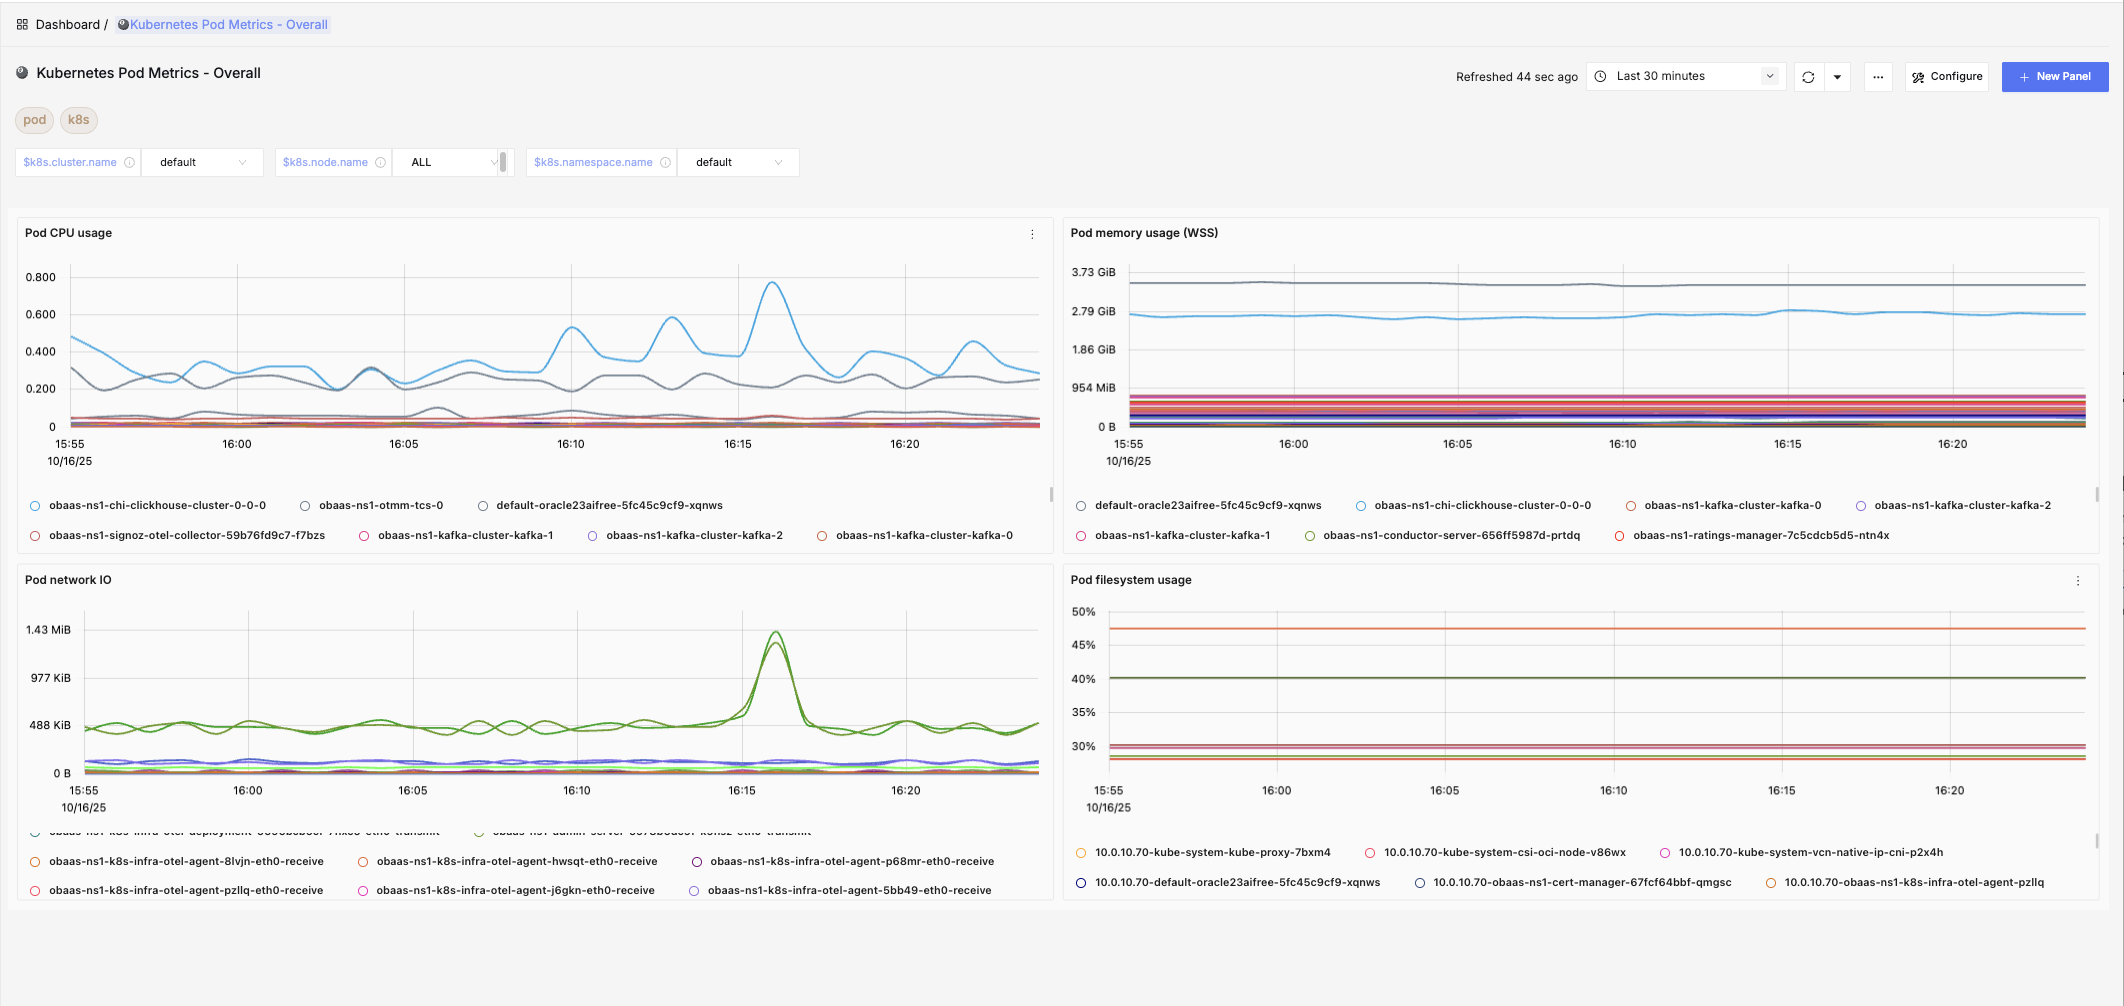 Dashboard / Kubernetes Pod Metrics - Overall
Kubernetes Pod Metrics - Overall
Refreshed 44 sec ago Last 30 minutes Configure + New Panel
pod k8s
$k8s.cluster.name default $k8s.node.name ALL $k8s.namespace.name default
Pod CPU usage
0.800
0.600
0.400
0.200
0
15:55 16:00 16:05 16:10 16:15 16:20
10/16/25
obaas-ns1-chi-clickhouse-cluster-0-0-0 obaas-ns1-otmm-tcs-0 default-oracle23aifree-5fc45c9cf9-xqnws
obaas-ns1-signoz-otel-collector-59b76fd9c7-f7bzs obaas-ns1-kafka-cluster-kafka-1 obaas-ns1-kafka-cluster-kafka-2 obaas-ns1-kafka-cluster-kafka-0
Pod memory usage (WSS)
3.73 GiB
2.79 GiB
1.86 GiB
954 MiB
0 B
15:55 16:00 16:05 16:10 16:15 16:20
10/16/25
default-oracle23aifree-5fc45c9cf9-xqnws obaas-ns1-chi-clickhouse-cluster-0-0-0 obaas-ns1-kafka-cluster-kafka-0 obaas-ns1-kafka-cluster-kafka-2
obaas-ns1-kafka-cluster-kafka-1 obaas-ns1-conductor-server-656ff5987d-prtdq obaas-ns1-ratings-manager-7c5cdcb5d5-ntn4x
Pod network IO
1.43 MiB
977 KiB
488 KiB
0 B
15:55 16:00 16:05 16:10 16:15 16:20
10/16/25
obaas-ns1-k8s-infra-otel-agent-8lvjn-eth0-receive obaas-ns1-k8s-infra-otel-agent-hwsqt-eth0-receive obaas-ns1-k8s-infra-otel-agent-p68mr-eth0-receive
obaas-ns1-k8s-infra-otel-agent-pzllq-eth0-receive obaas-ns1-k8s-infra-otel-agent-j6gkn-eth0-receive obaas-ns1-k8s-infra-otel-agent-5bb49-eth0-receive
Pod filesystem usage
50%
45%
40%
35%
30%
15:55 16:00 16:05 16:10 16:15 16:20
10/16/25
10.0.10.70-kube-system-kube-proxy-7bxm4 10.0.10.70-kube-system-csi-oci-node-v86wx 10.0.10.70-kube-system-vcn-native-ip-cni-p2x4h
10.0.10.70-default-oracle23aifree-5fc45c9cf9-xqnws 10.0.10.70-obaas-ns1-cert-manager-67fcf64bbf-qmgsc 10.0.10.70-obaas-ns1-k8s-infra-otel-agent-pzllq